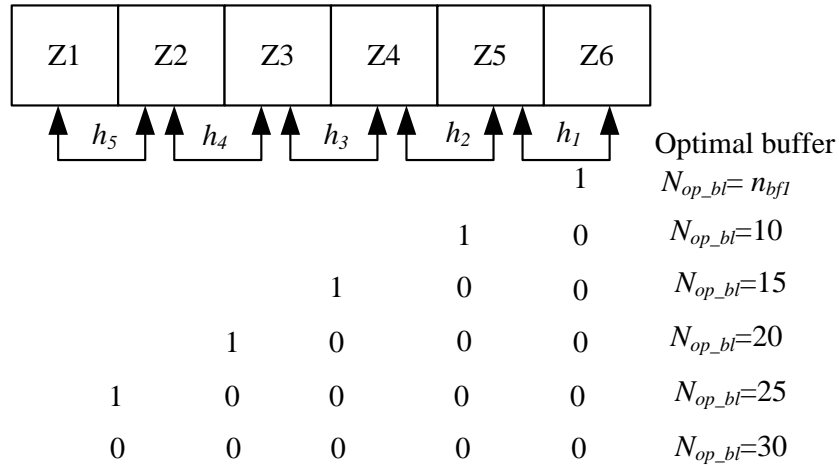 Z1 Z2 Z3 Z4 Z5 Z6
h5 h4 h3 h2 h1
Optimal buffer
1 Nop_bl= nbf1
1 0 Nop_bl=10
1 0 0 Nop_bl=15
1 0 0 0 Nop_bl=20
1 0 0 0 0 Nop_bl=25
0 0 0 0 0 Nop_bl=30